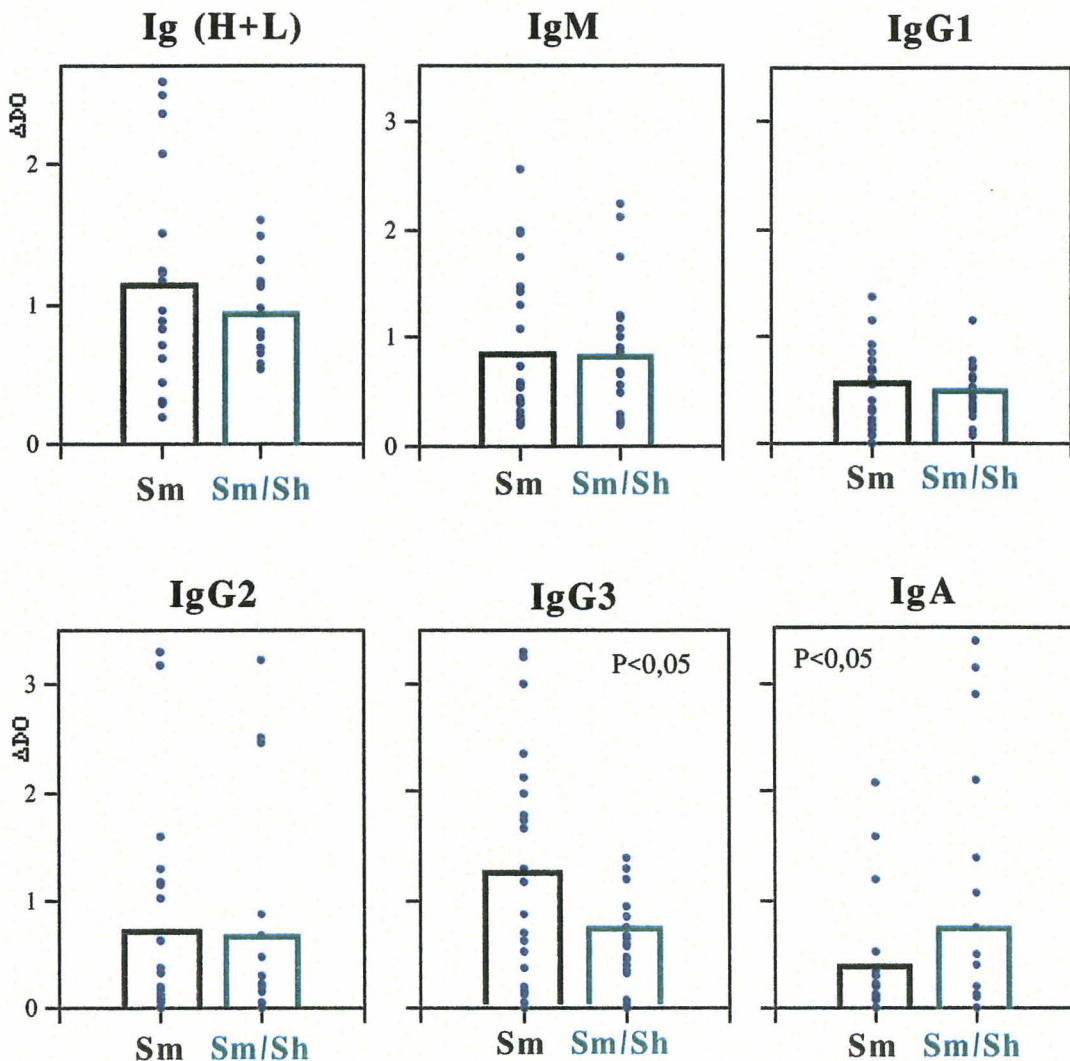 Ig (H+L)
IgM
IgG1
ΔDO
2
1
0
3
2
1
0
Sm Sm/Sh
Sm Sm/Sh
Sm Sm/Sh
IgG2
IgG3
IgA
ΔDO
3
2
1
0
P<0,05
P<0,05
Sm Sm/Sh
Sm Sm/Sh
Sm Sm/Sh